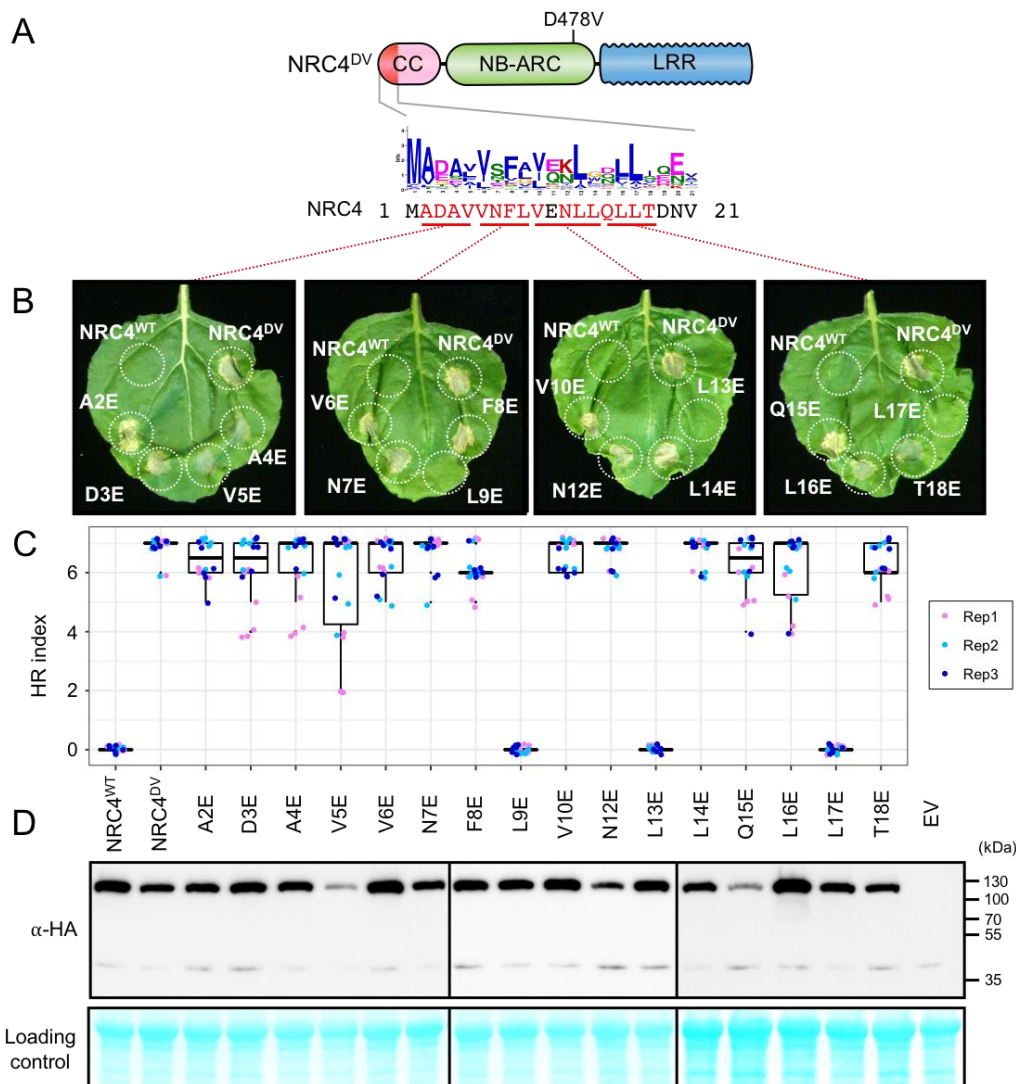 A
D478V
NRC4DV
CC
NB-ARC
LRR
NRC4 1 MADAVVNFLVENLLQLLTDNV 21
B
NRC4WT
NRC4DV
A2E
A4E
D3E
V5E
NRC4WT
NRC4DV
V6E
F8E
N7E
L9E
NRC4WT
NRC4DV
V10E
L13E
N12E
L14E
NRC4WT
NRC4DV
Q15E
L17E
L16E
T18E
C
HR index
6
4
2
0
Rep1
Rep2
Rep3
NRC4WT
NRC4DV
A2E
D3E
A4E
V5E
V6E
N7E
F8E
L9E
V10E
N12E
L13E
L14E
Q15E
L16E
L17E
T18E
EV
D
(kDa)
α-HA
130
100
70
55
35
Loading
control